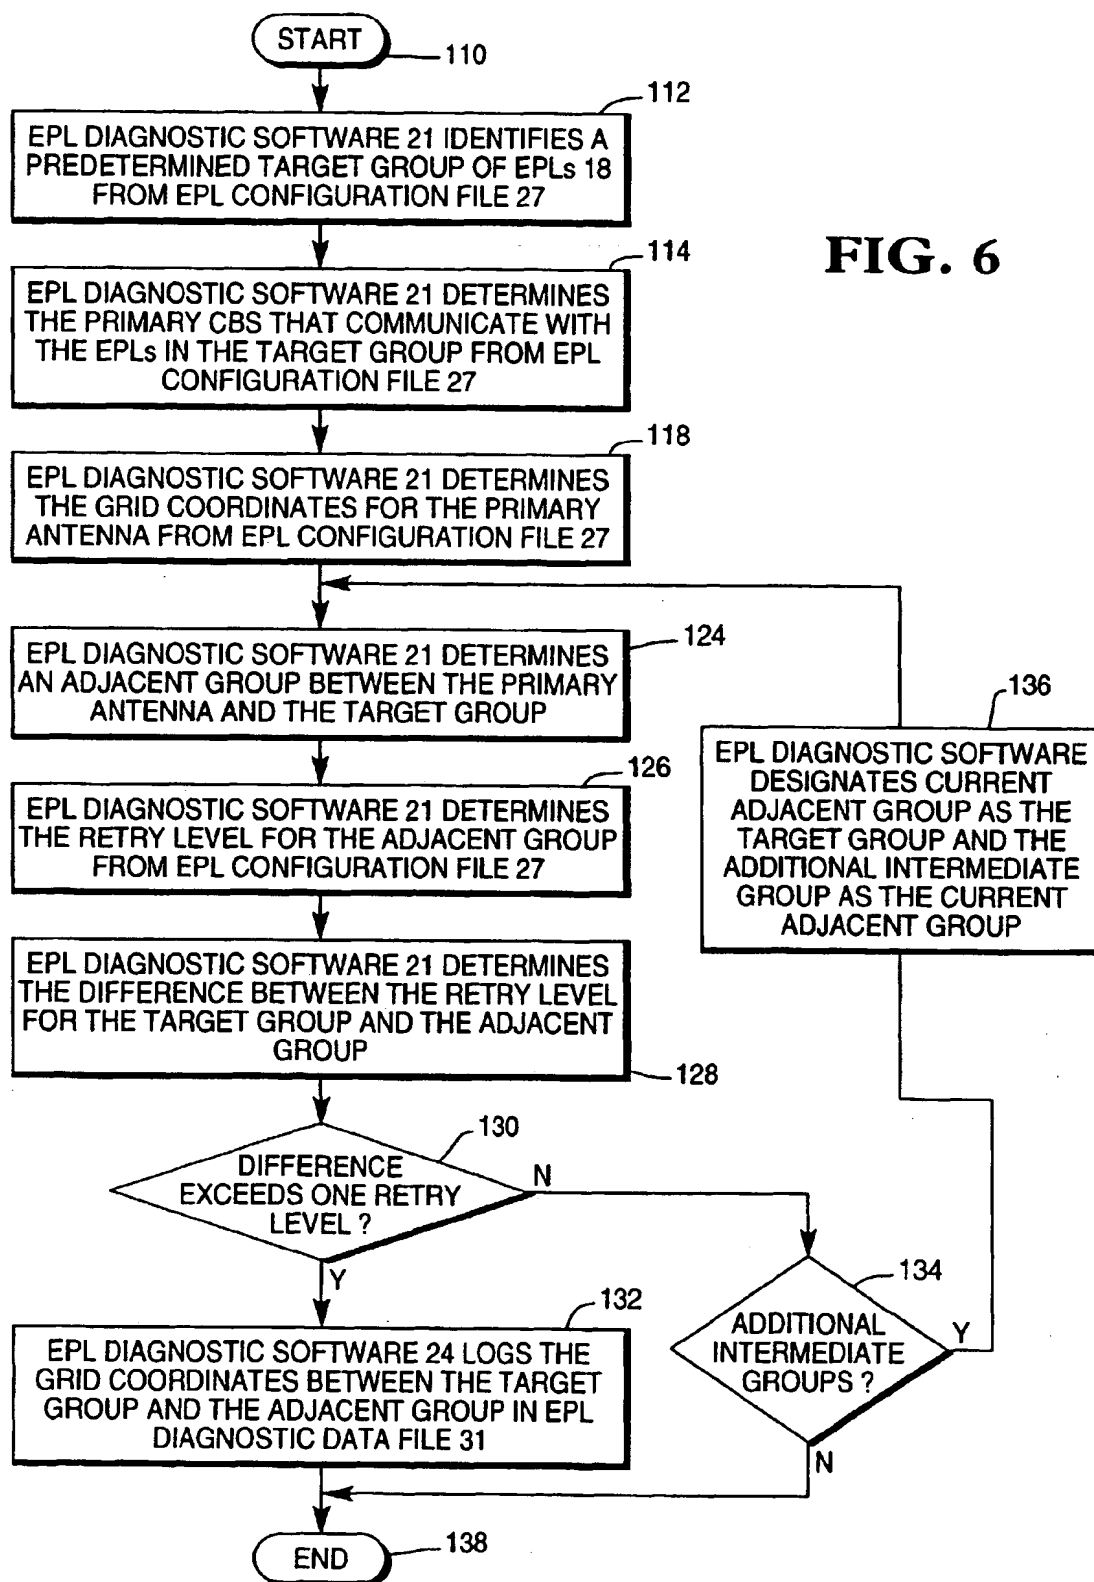 START
110
112
EPL DIAGNOSTIC SOFTWARE 21 IDENTIFIES A
PREDETERMINED TARGET GROUP OF EPLs 18
FROM EPL CONFIGURATION FILE 27
FIG. 6
114
EPL DIAGNOSTIC SOFTWARE 21 DETERMINES
THE PRIMARY CBS THAT COMMUNICATE WITH
THE EPLs IN THE TARGET GROUP FROM EPL
CONFIGURATION FILE 27
118
EPL DIAGNOSTIC SOFTWARE 21 DETERMINES
THE GRID COORDINATES FOR THE PRIMARY
ANTENNA FROM EPL CONFIGURATION FILE 27
124
EPL DIAGNOSTIC SOFTWARE 21 DETERMINES
AN ADJACENT GROUP BETWEEN THE PRIMARY
ANTENNA AND THE TARGET GROUP
136
EPL DIAGNOSTIC SOFTWARE
DESIGNATES CURRENT
ADJACENT GROUP AS THE
TARGET GROUP AND THE
ADDITIONAL INTERMEDIATE
GROUP AS THE CURRENT
ADJACENT GROUP
126
EPL DIAGNOSTIC SOFTWARE 21 DETERMINES
THE RETRY LEVEL FOR THE ADJACENT GROUP
FROM EPL CONFIGURATION FILE 27
EPL DIAGNOSTIC SOFTWARE 21 DETERMINES
THE DIFFERENCE BETWEEN THE RETRY LEVEL
FOR THE TARGET GROUP AND THE ADJACENT
GROUP
128
130
DIFFERENCE
EXCEEDS ONE RETRY
LEVEL ?
N
Y
134
ADDITIONAL
INTERMEDIATE
GROUPS ?
Y
N
132
EPL DIAGNOSTIC SOFTWARE 24 LOGS THE
GRID COORDINATES BETWEEN THE TARGET
GROUP AND THE ADJACENT GROUP IN EPL
DIAGNOSTIC DATA FILE 31
END
138